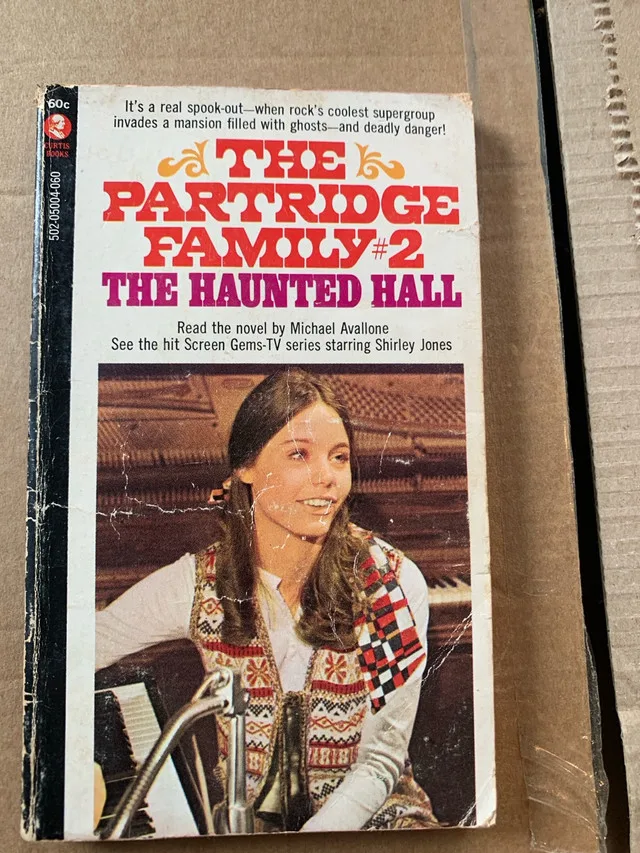 60c
CURTIS
BOOKS
502-05004-060
It's a real spook-out—when rock's coolest supergroup
invades a mansion filled with ghosts—and deadly danger!
THE
PARTRIDGE
FAMILY #2
THE HAUNTED HALL
Read the novel by Michael Avallone
See the hit Screen Gems-TV series starring Shirley Jones